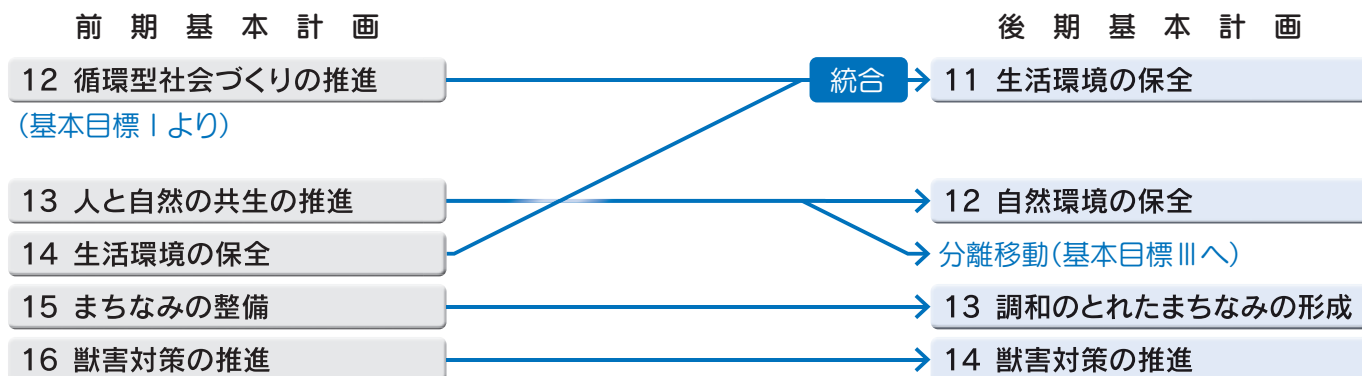 前期基本計画 後期基本計画
12 循環型社会づくりの推進 統合 11 生活環境の保全
(基本目標Ⅰより)
13 人と自然の共生の推進 12 自然環境の保全
14 生活環境の保全 分離移動(基本目標Ⅲへ)
15 まちなみの整備 13 調和のとれたまちなみの形成
16 獣害対策の推進 14 獣害対策の推進